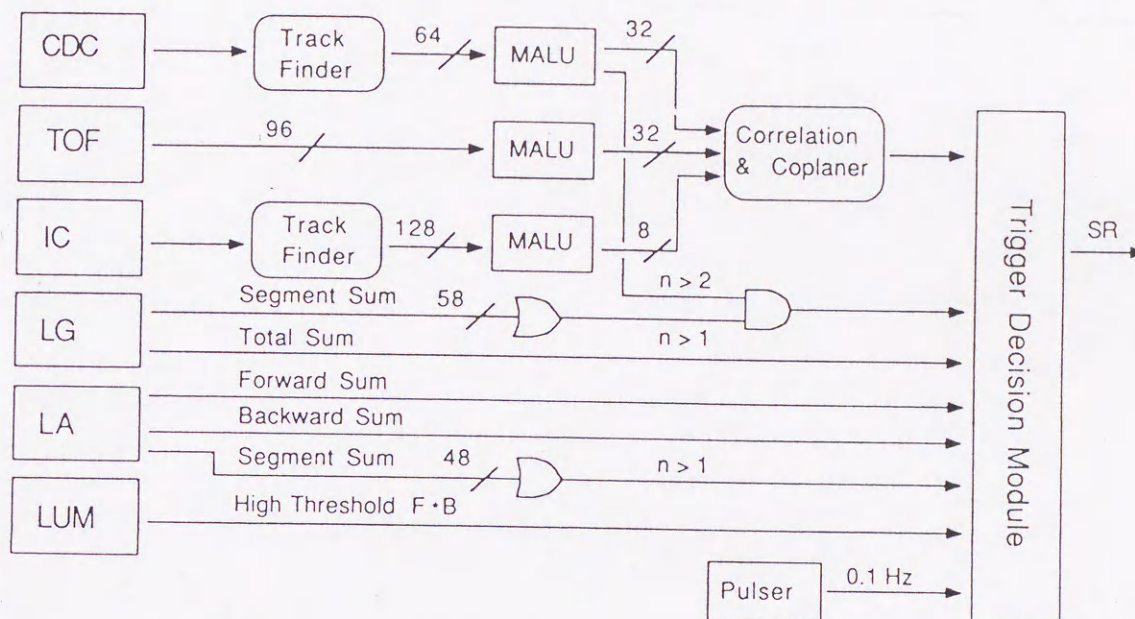 CDC
Track
Finder
64
MALU
32
TOF
96
MALU
32
Correlation
& Coplaner
IC
Track
Finder
128
MALU
8
Trigger Decision Module
SR
LG
Segment Sum
58
n > 2
n > 1
Total Sum
LA
Forward Sum
Backward Sum
Segment Sum
48
n > 1
LUM
High Threshold F·B
Pulser
0.1 Hz